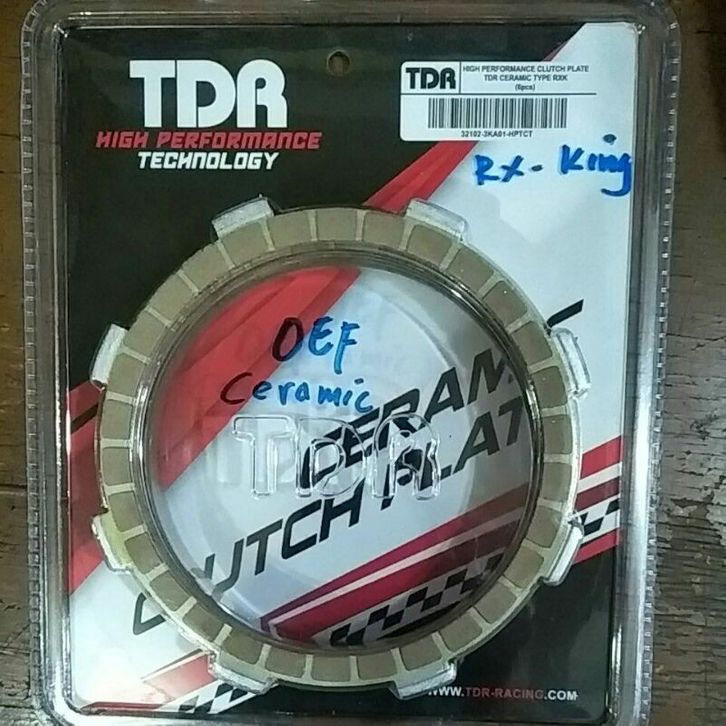 TDR
HIGH PERFORMANCE
TECHNOLOGY
TDR
HIGH PERFORMANCE CLUTCH PLATE
TDR CERAMIC TYPE RXK
(6pcs)
32102-3KA01-HPTCT
RX-King
OEF
Ceramic
TDR
CERAMIC
CLUTCH PLAT
WWW.TDR-RACING.COM